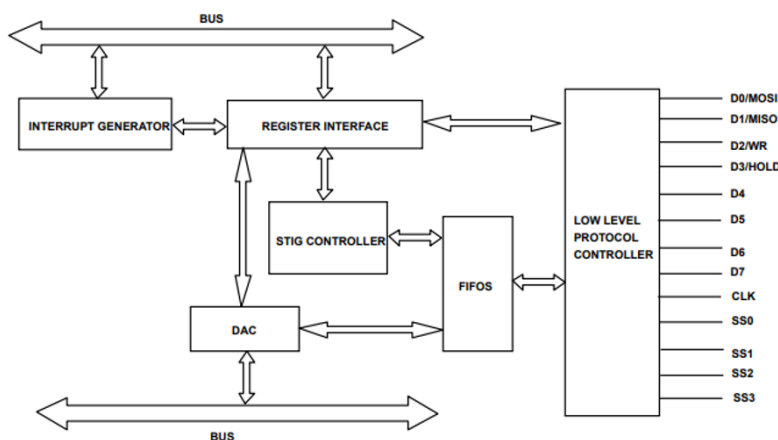 BUS
INTERRUPT GENERATOR
REGISTER INTERFACE
D0/MOSI
D1/MISO
D2/WR
D3/HOLD
D4
D5
D6
D7
CLK
SS0
SS1
SS2
SS3
LOW LEVEL
PROTOCOL
CONTROLLER
STIG CONTROLLER
FIFOS
DAC
BUS